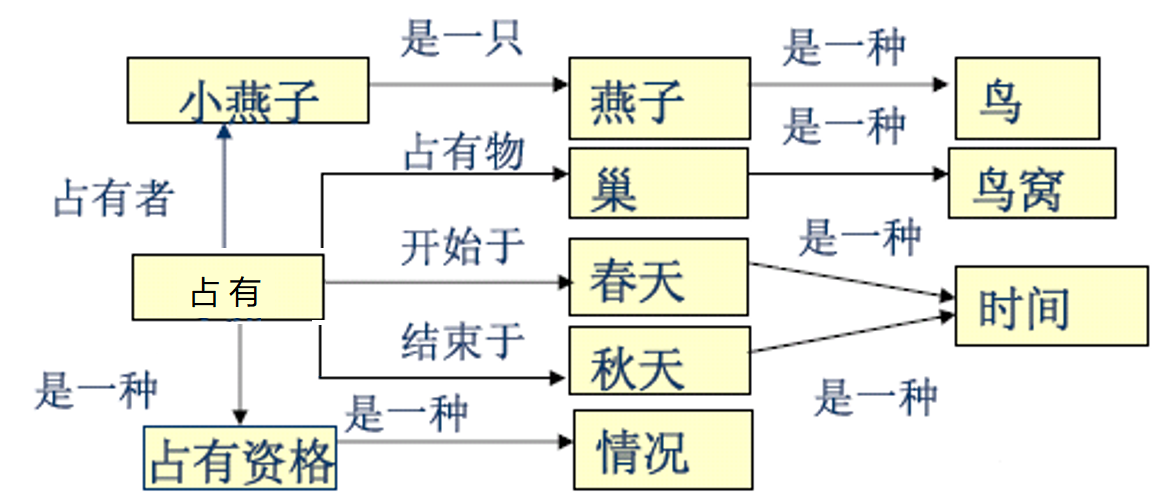 是一只
是一种
小燕子
燕子
鸟
占有物
是一种
占有者
巢
鸟窝
开始于
是一种
占有
春天
时间
结束于
秋天
是一种
是一种
是一种
占有资格
情况